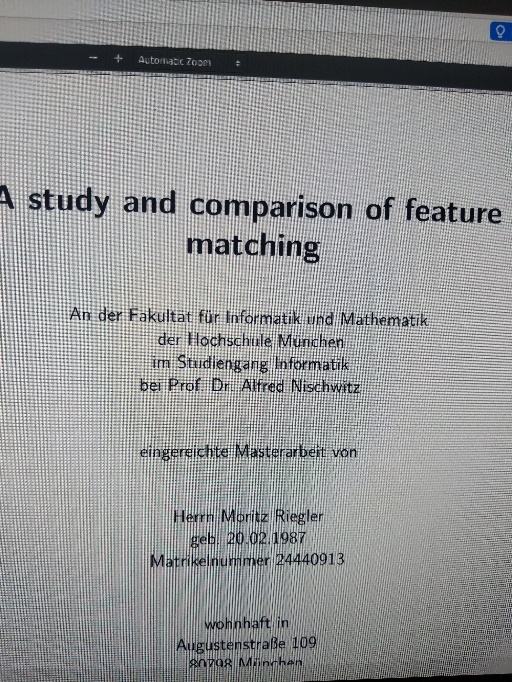 Automatic Zoom
A study and comparison of feature
matching
An der Fakultät für Informatik und Mathematik
der Hochschule München
im Studiengang Informatik
bei Prof. Dr. Alfred Nischwitz
eingereichte Masterarbeit von
Herrn Moritz Riegler
geb. 20.02.1987
Matrikelnummer 24440913
wohnhaft in
Augustenstraße 109
80798 München